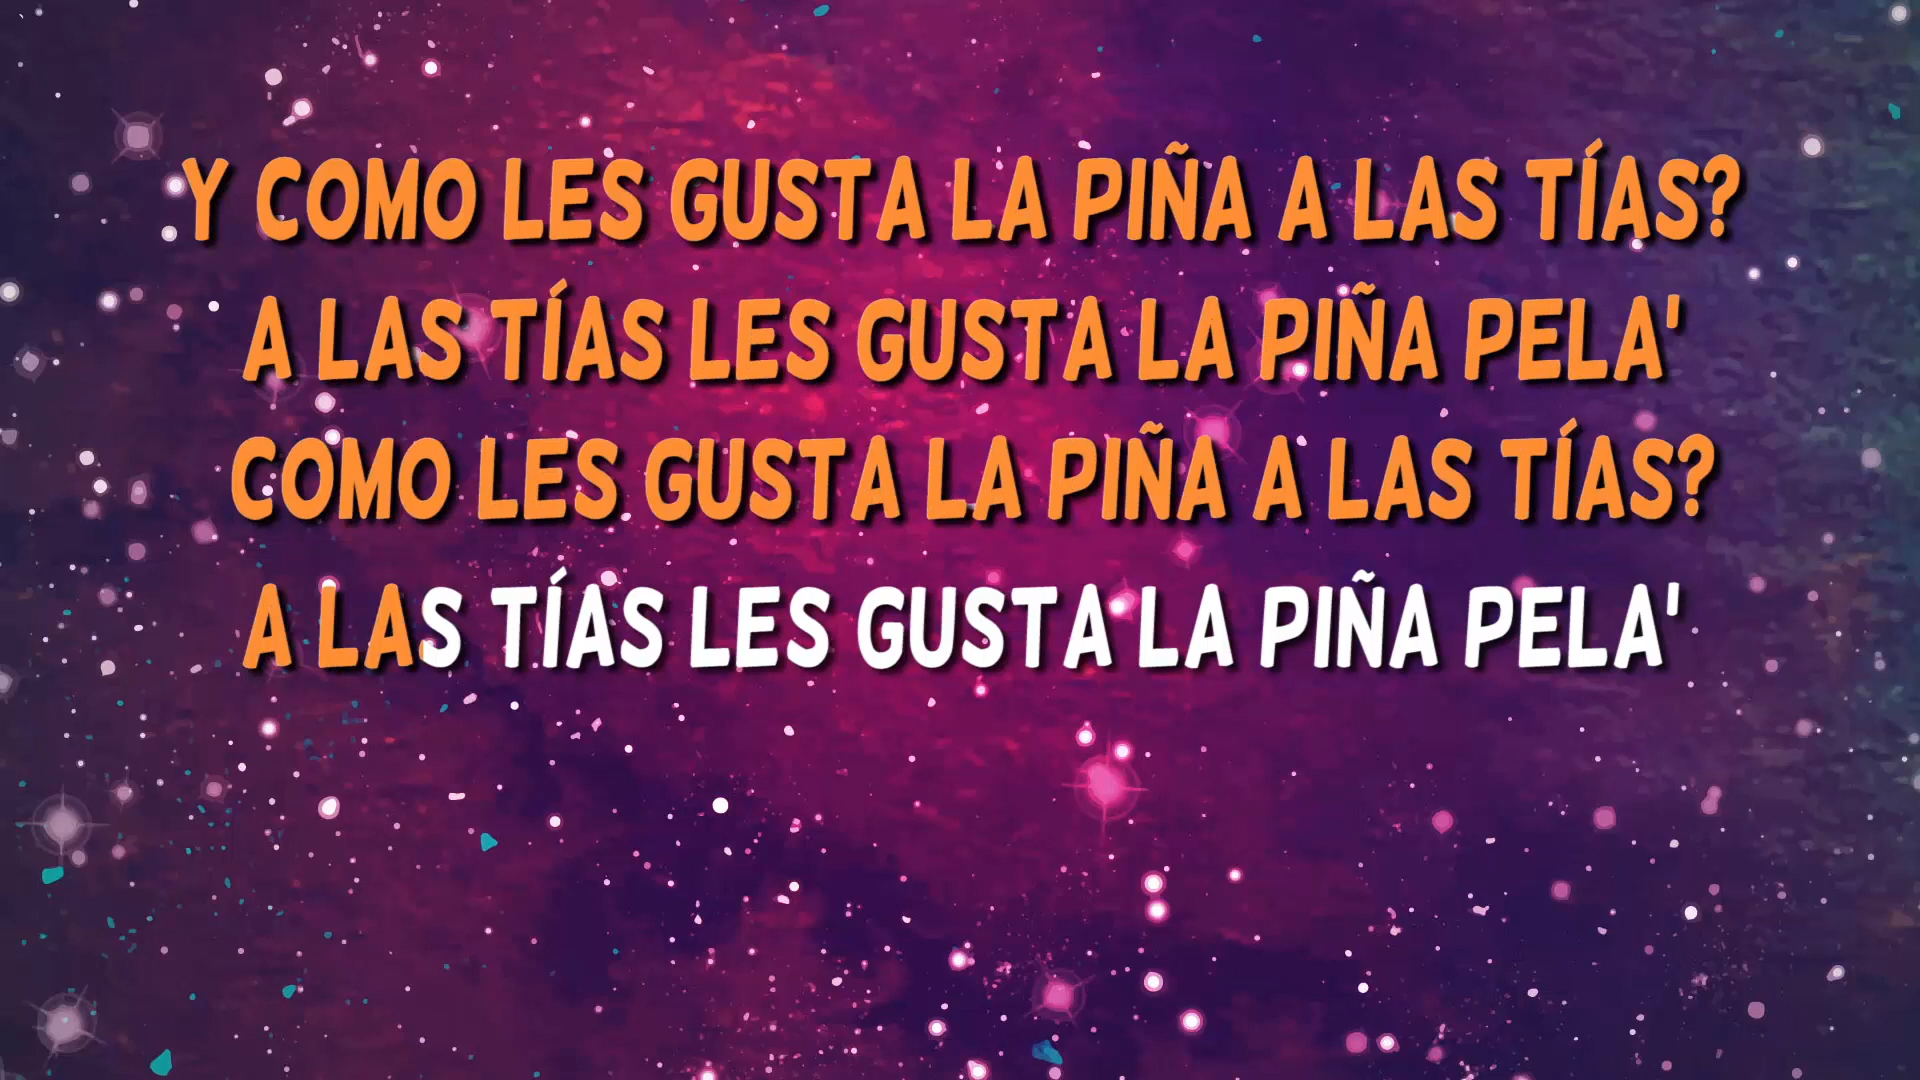 Y COMO LES GUSTA LA PIÑA A LAS TÍAS?
A LAS TÍAS LES GUSTA LA PIÑA PELA'
COMO LES GUSTA LA PIÑA A LAS TÍAS?
A LAS TÍAS LES GUSTA LA PIÑA PELA'